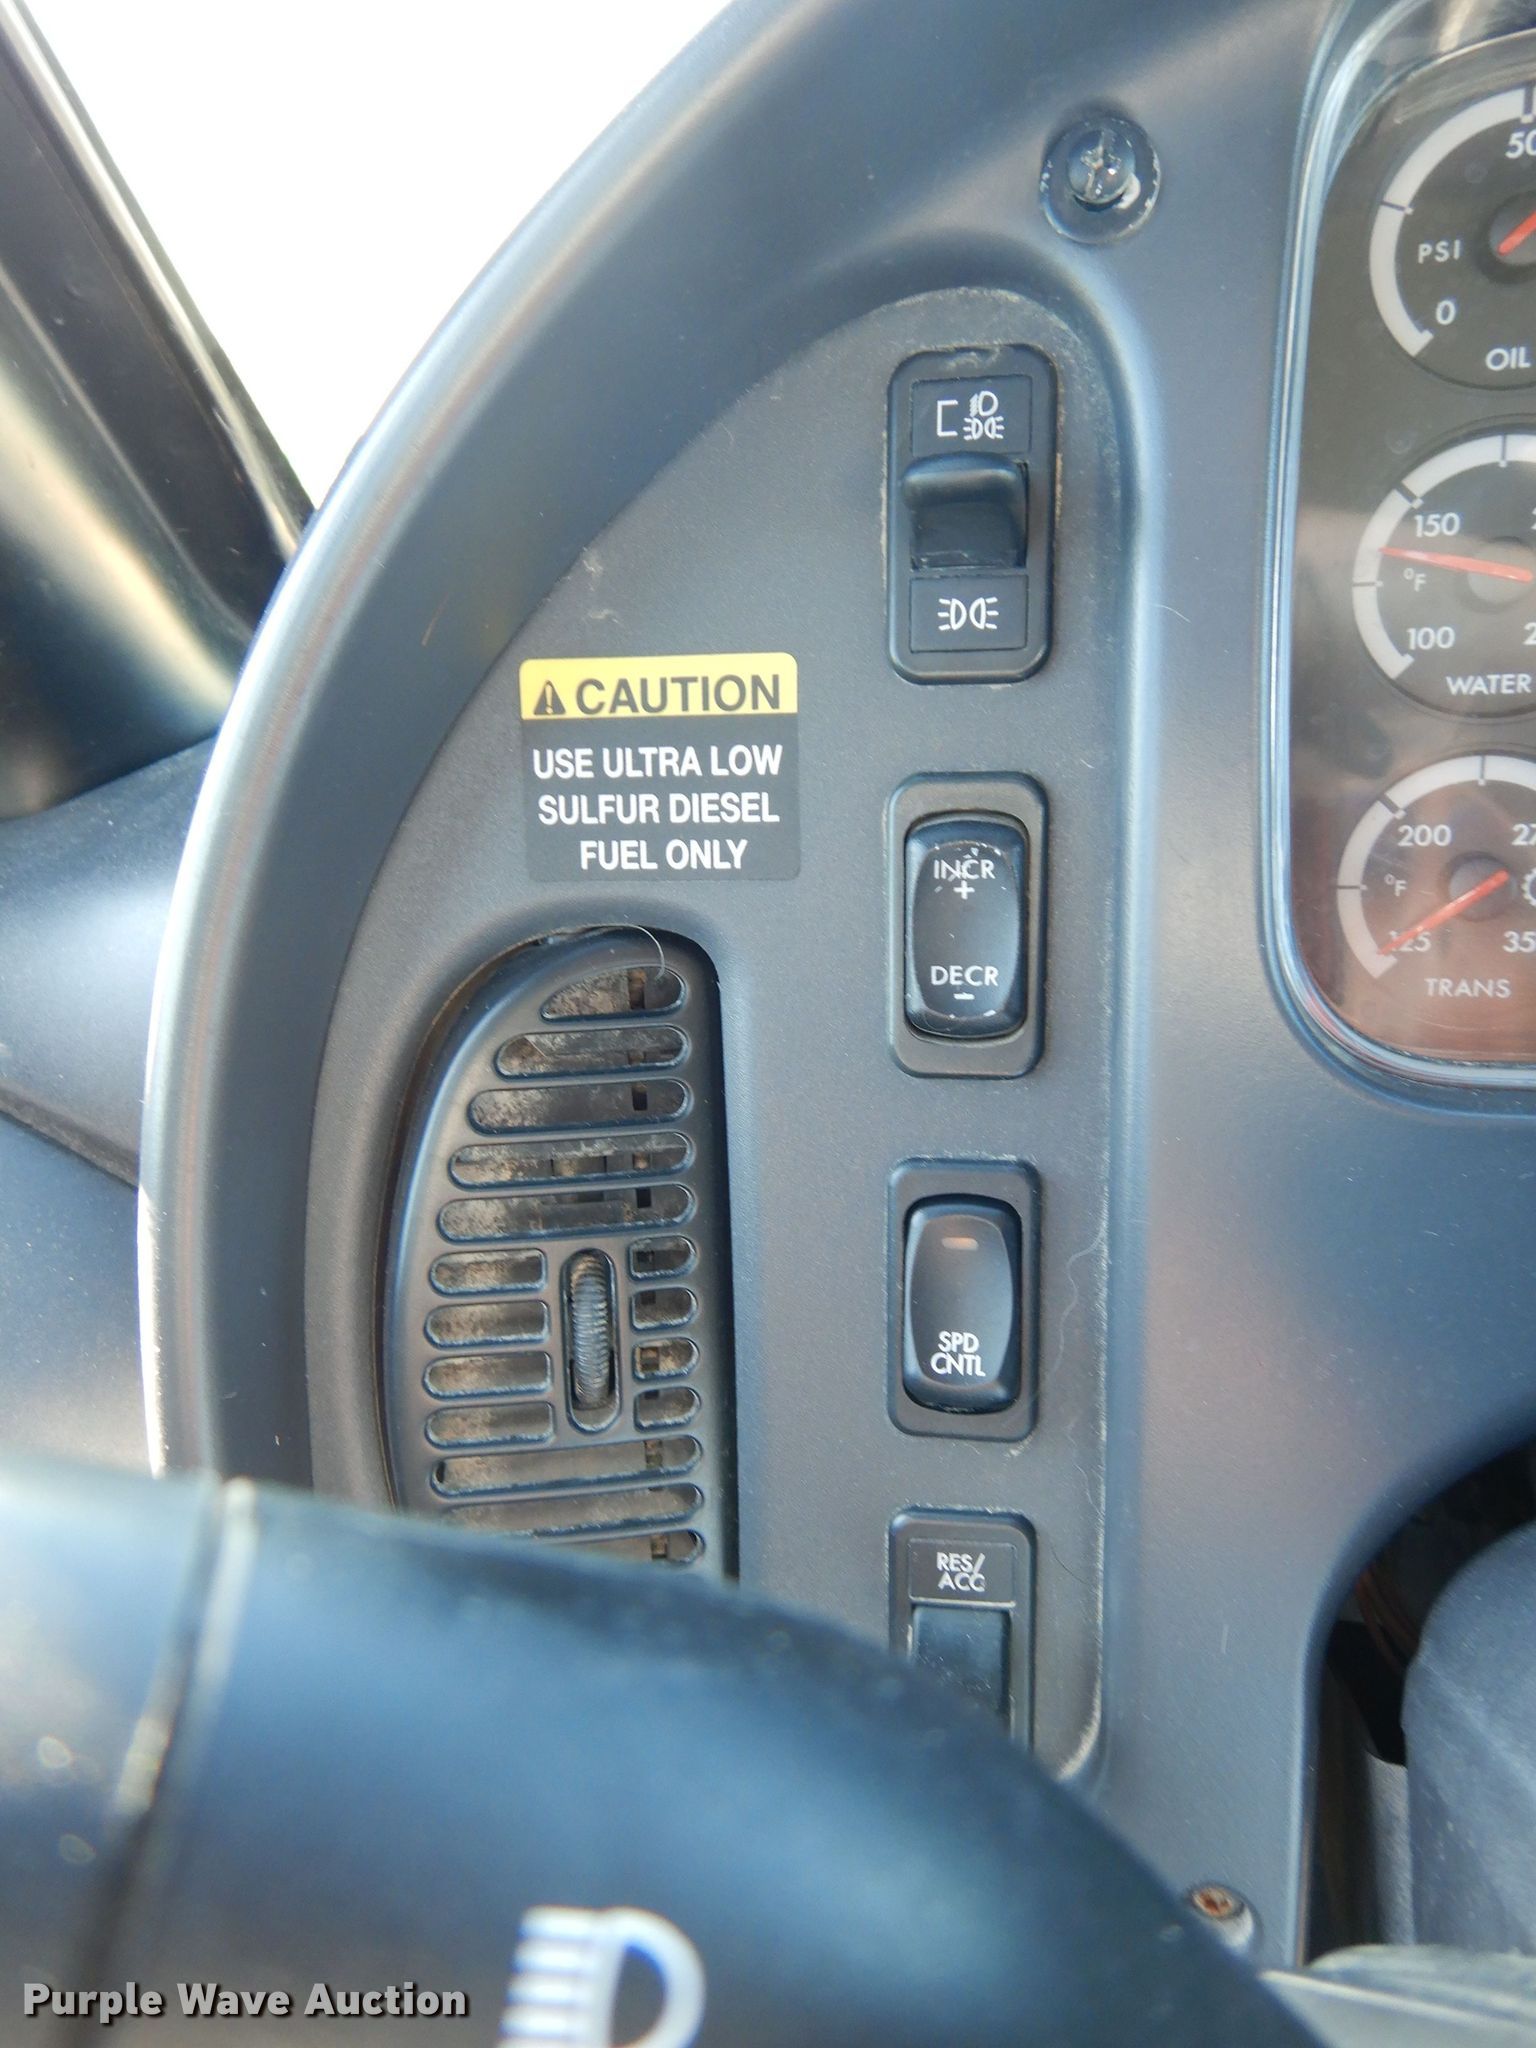 50
PSI
0
OIL
150
°F
100
WATER
200
°F
125
TRANS
CAUTION
USE ULTRA LOW
SULFUR DIESEL
FUEL ONLY
INCR
+
DECR
-
SPD
CNTL
RES/
ACC
Purple Wave Auction